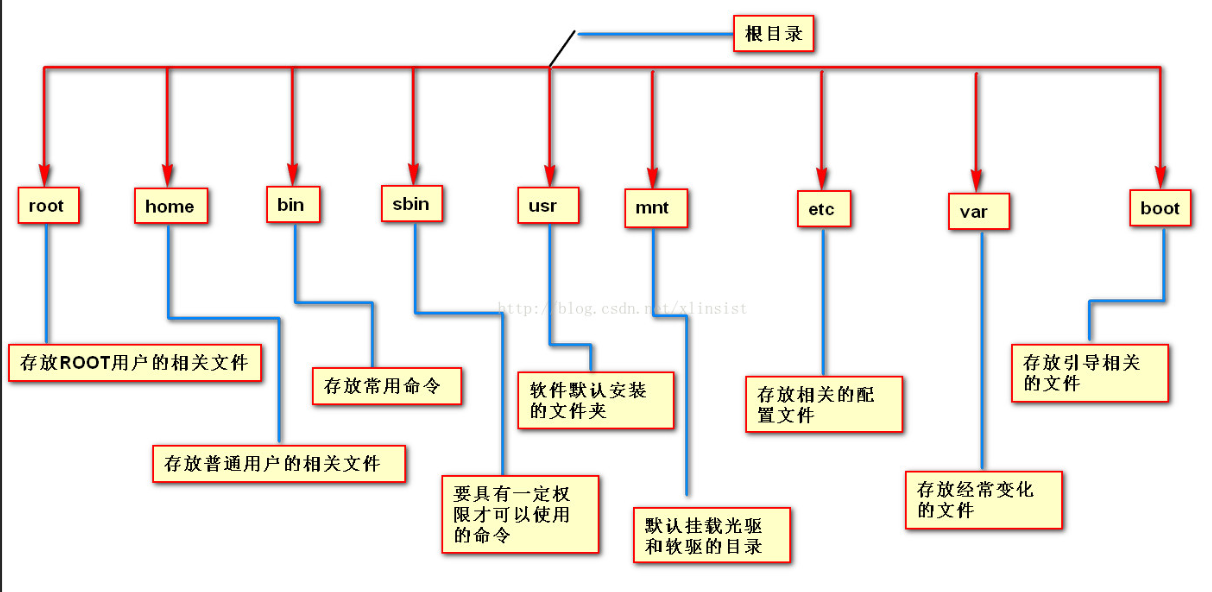 根目录
root
home
bin
sbin
usr
mnt
etc
var
boot
http://blog.csdn.net/xlinsist
存放ROOT用户的相关文件
存放普通用户的相关文件
存放常用命令
要具有一定权
限才可以使用
的命令
软件默认安装
的文件夹
默认挂载光驱
和软驱的目录
存放相关的配
置文件
存放经常变化
的文件
存放引导相关
的文件